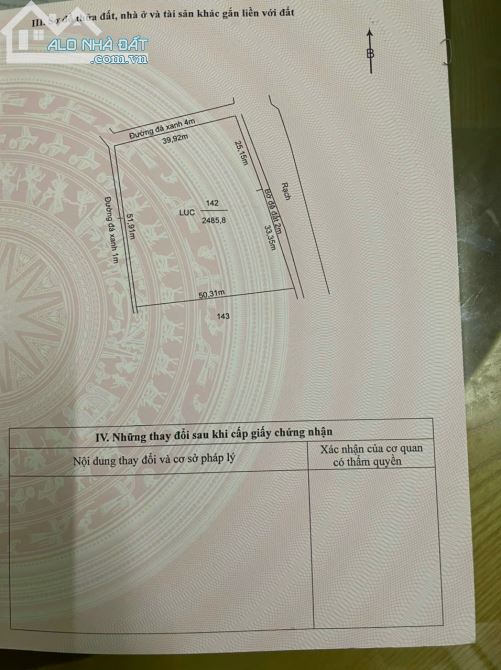 III. Sơ đồ thửa đất, nhà ở và tài sản khác gắn liền với đất
ALO NHÀ ĐẤT
.COM.VN
B
Đường đá xanh 4m
39,92m
25,15m
Rạch
Bờ đá đất 2m
33,35m
Đường đá xanh 1m
51,91m
LUC
142
2485,8
50,31m
143
IV. Những thay đổi sau khi cấp giấy chứng nhận
Nội dung thay đổi và cơ sở pháp lý
Xác nhận của cơ quan
có thẩm quyền